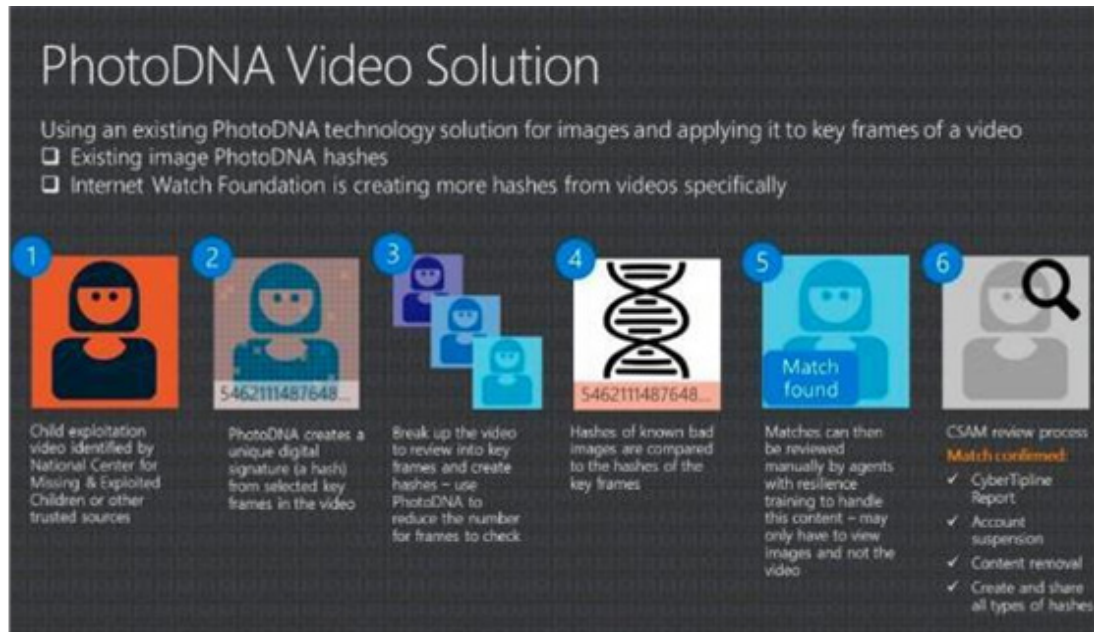 PhotoDNA Video Solution
Using an existing PhotoDNA technology solution for images and applying it to key frames of a video
Existing image PhotoDNA hashes
Internet Watch Foundation is creating more hashes from videos specifically
1
Child exploitation
video identified by
National Center for
Missing & Exploited
Children or other
trusted sources
2
5462111487648...
PhotoDNA creates a
unique digital
signature (a hash)
from selected key
frames in the video
3
Break up the video
to review into key
frames and create
hashes – use
PhotoDNA to
reduce the number
for frames to check
4
5462111487648...
Hashes of known bad
images are compared
to the hashes of the
key frames
5
Match
found
Matches can then
be reviewed
manually by agents
with resilience
training to handle
this content – may
only have to view
images and not the
video
6
CSAM review process
Match confirmed:
✓ CyberTipline
Report
✓ Account
suspension
✓ Content removal
✓ Create and share
all types of hashes